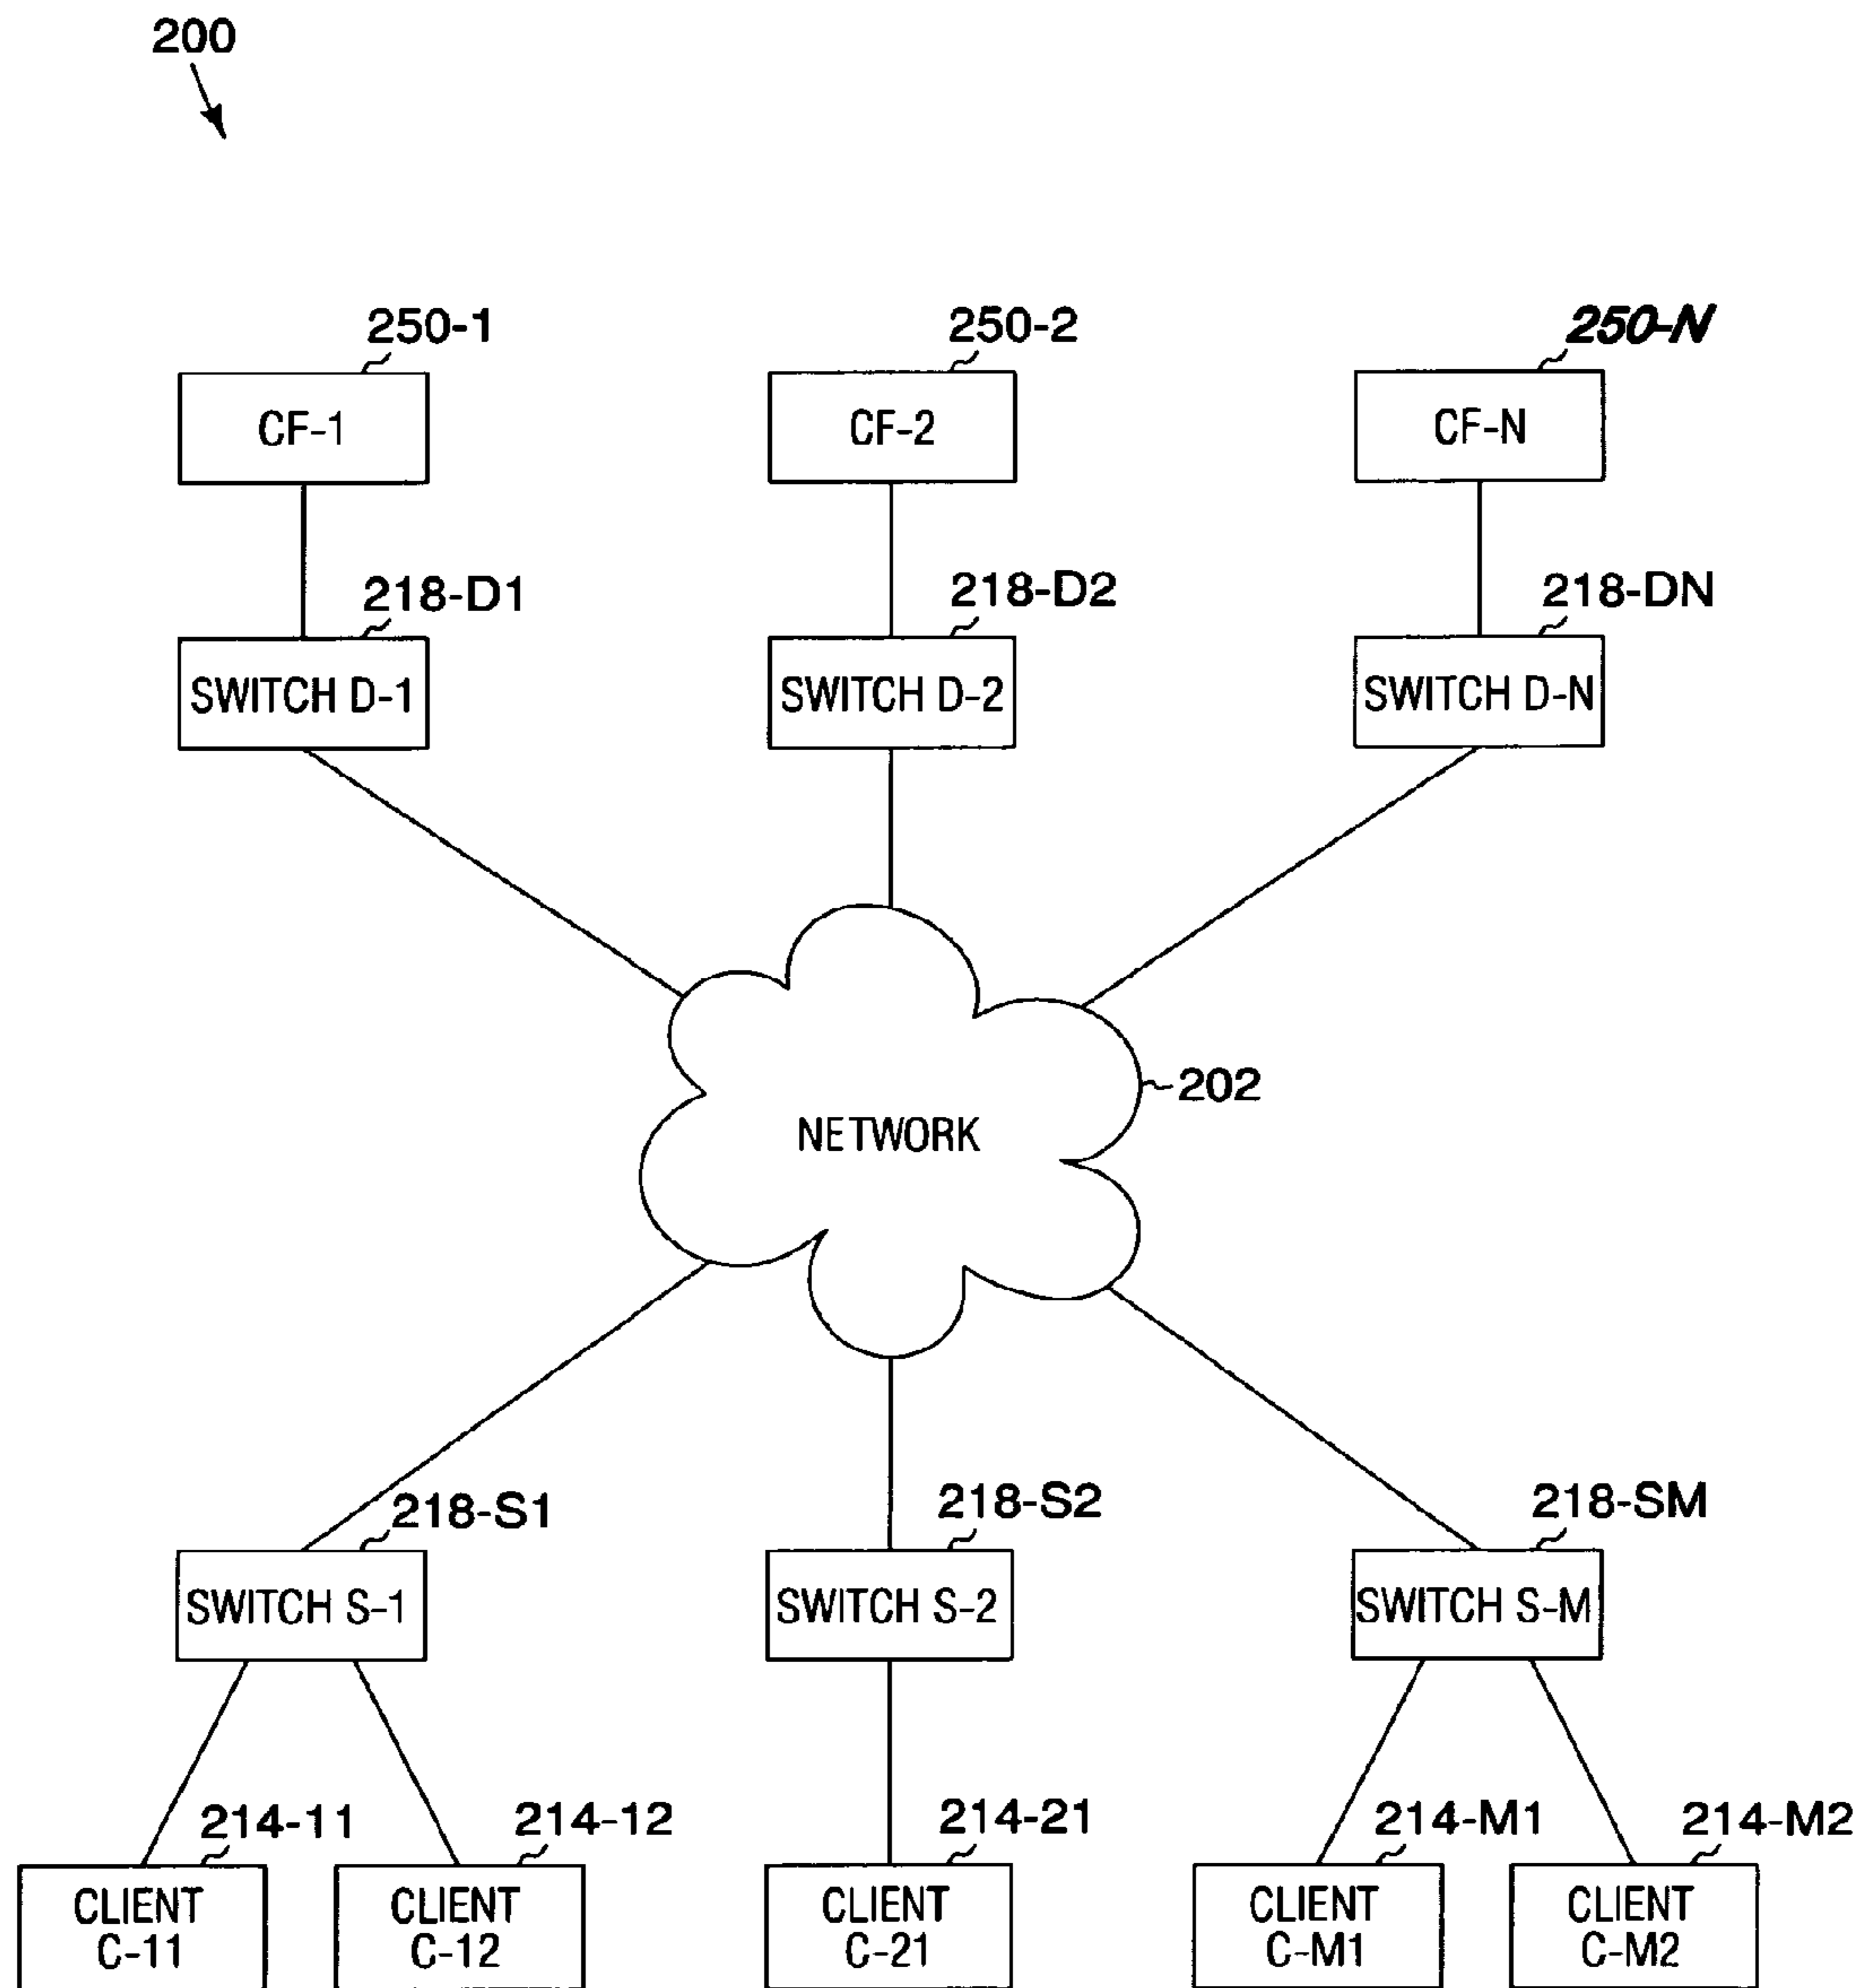 200
250-1
250-2
250-N
CF-1
CF-2
CF-N
218-D1
218-D2
218-DN
SWITCH D-1
SWITCH D-2
SWITCH D-N
202
NETWORK
218-S1
218-S2
218-SM
SWITCH S-1
SWITCH S-2
SWITCH S-M
214-11
214-12
214-21
214-M1
214-M2
CLIENT
C-11
CLIENT
C-12
CLIENT
C-21
CLIENT
C-M1
CLIENT
C-M2